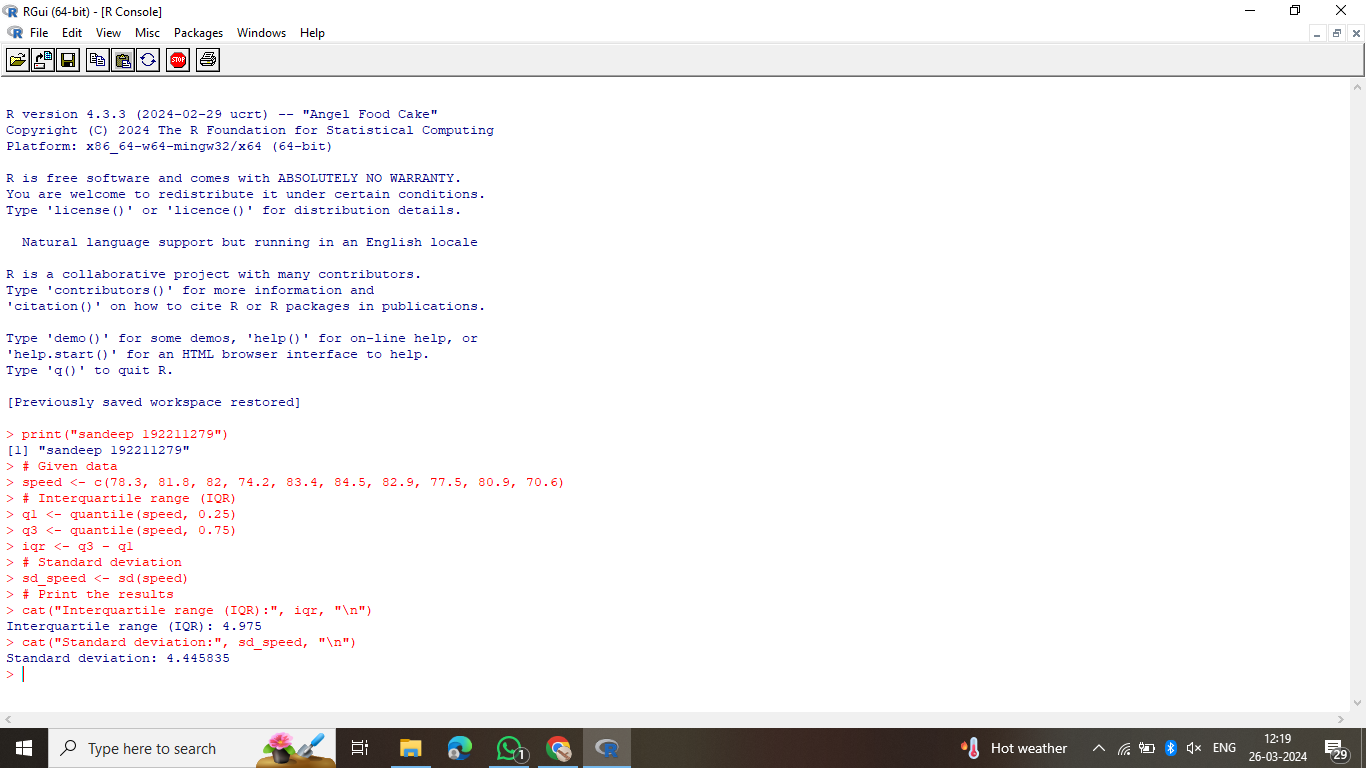 RGui (64-bit) - [R Console]
File Edit View Misc Packages Windows Help
STOP
R version 4.3.3 (2024-02-29 ucrt) -- "Angel Food Cake"
Copyright (C) 2024 The R Foundation for Statistical Computing
Platform: x86_64-w64-mingw32/x64 (64-bit)
R is free software and comes with ABSOLUTELY NO WARRANTY.
You are welcome to redistribute it under certain conditions.
Type 'license()' or 'licence()' for distribution details.
Natural language support but running in an English locale
R is a collaborative project with many contributors.
Type 'contributors()' for more information and
'citation()' on how to cite R or R packages in publications.
Type 'demo()' for some demos, 'help()' for on-line help, or
'help.start()' for an HTML browser interface to help.
Type 'q()' to quit R.
[Previously saved workspace restored]
> print("sandeep 192211279")
[1] "sandeep 192211279"
> # Given data
> speed <- c(78.3, 81.8, 82, 74.2, 83.4, 84.5, 82.9, 77.5, 80.9, 70.6)
> # Interquartile range (IQR)
> q1 <- quantile(speed, 0.25)
> q3 <- quantile(speed, 0.75)
> iqr <- q3 - q1
> # Standard deviation
> sd_speed <- sd(speed)
> # Print the results
> cat("Interquartile range (IQR):", iqr, "\n")
Interquartile range (IQR): 4.975
> cat("Standard deviation:", sd_speed, "\n")
Standard deviation: 4.445835
>
Type here to search
1
Hot weather
ENG
12:19
26-03-2024
29